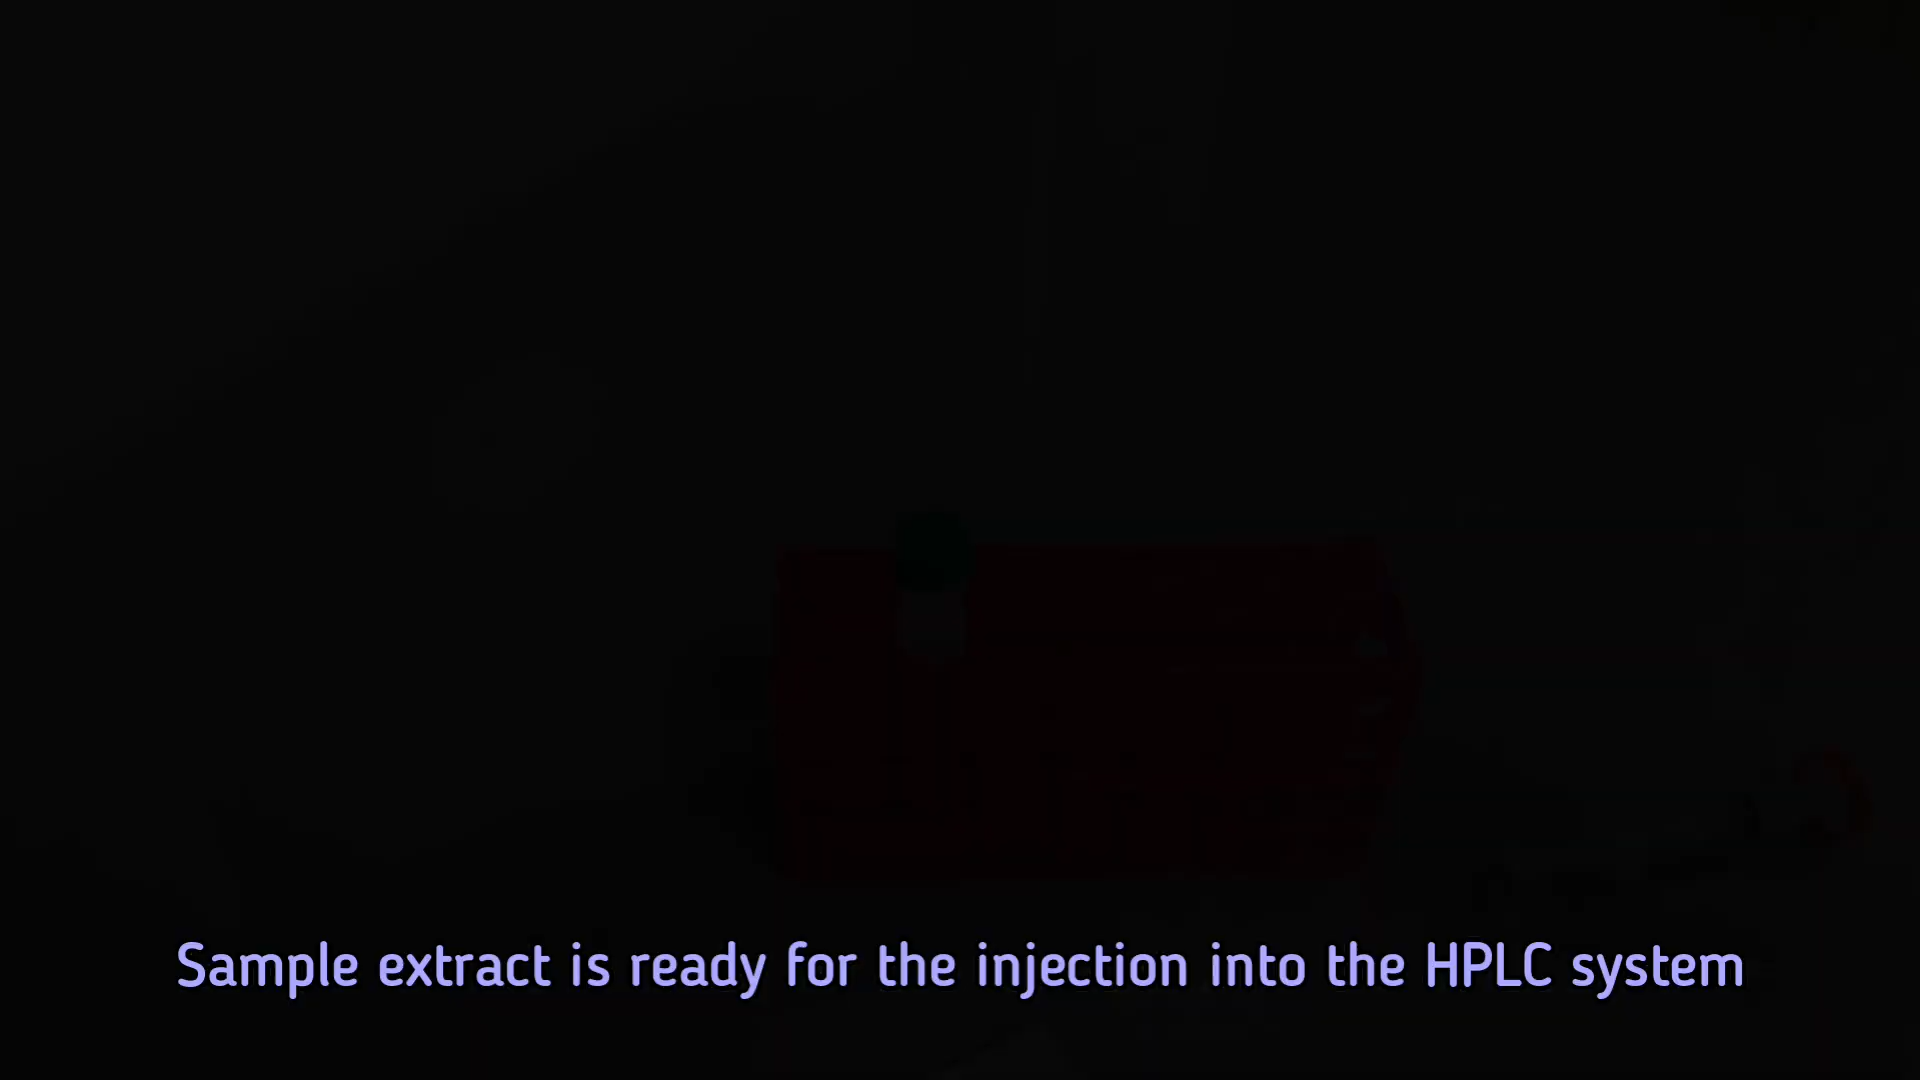 Sample extract is ready for the injection into the HPLC system